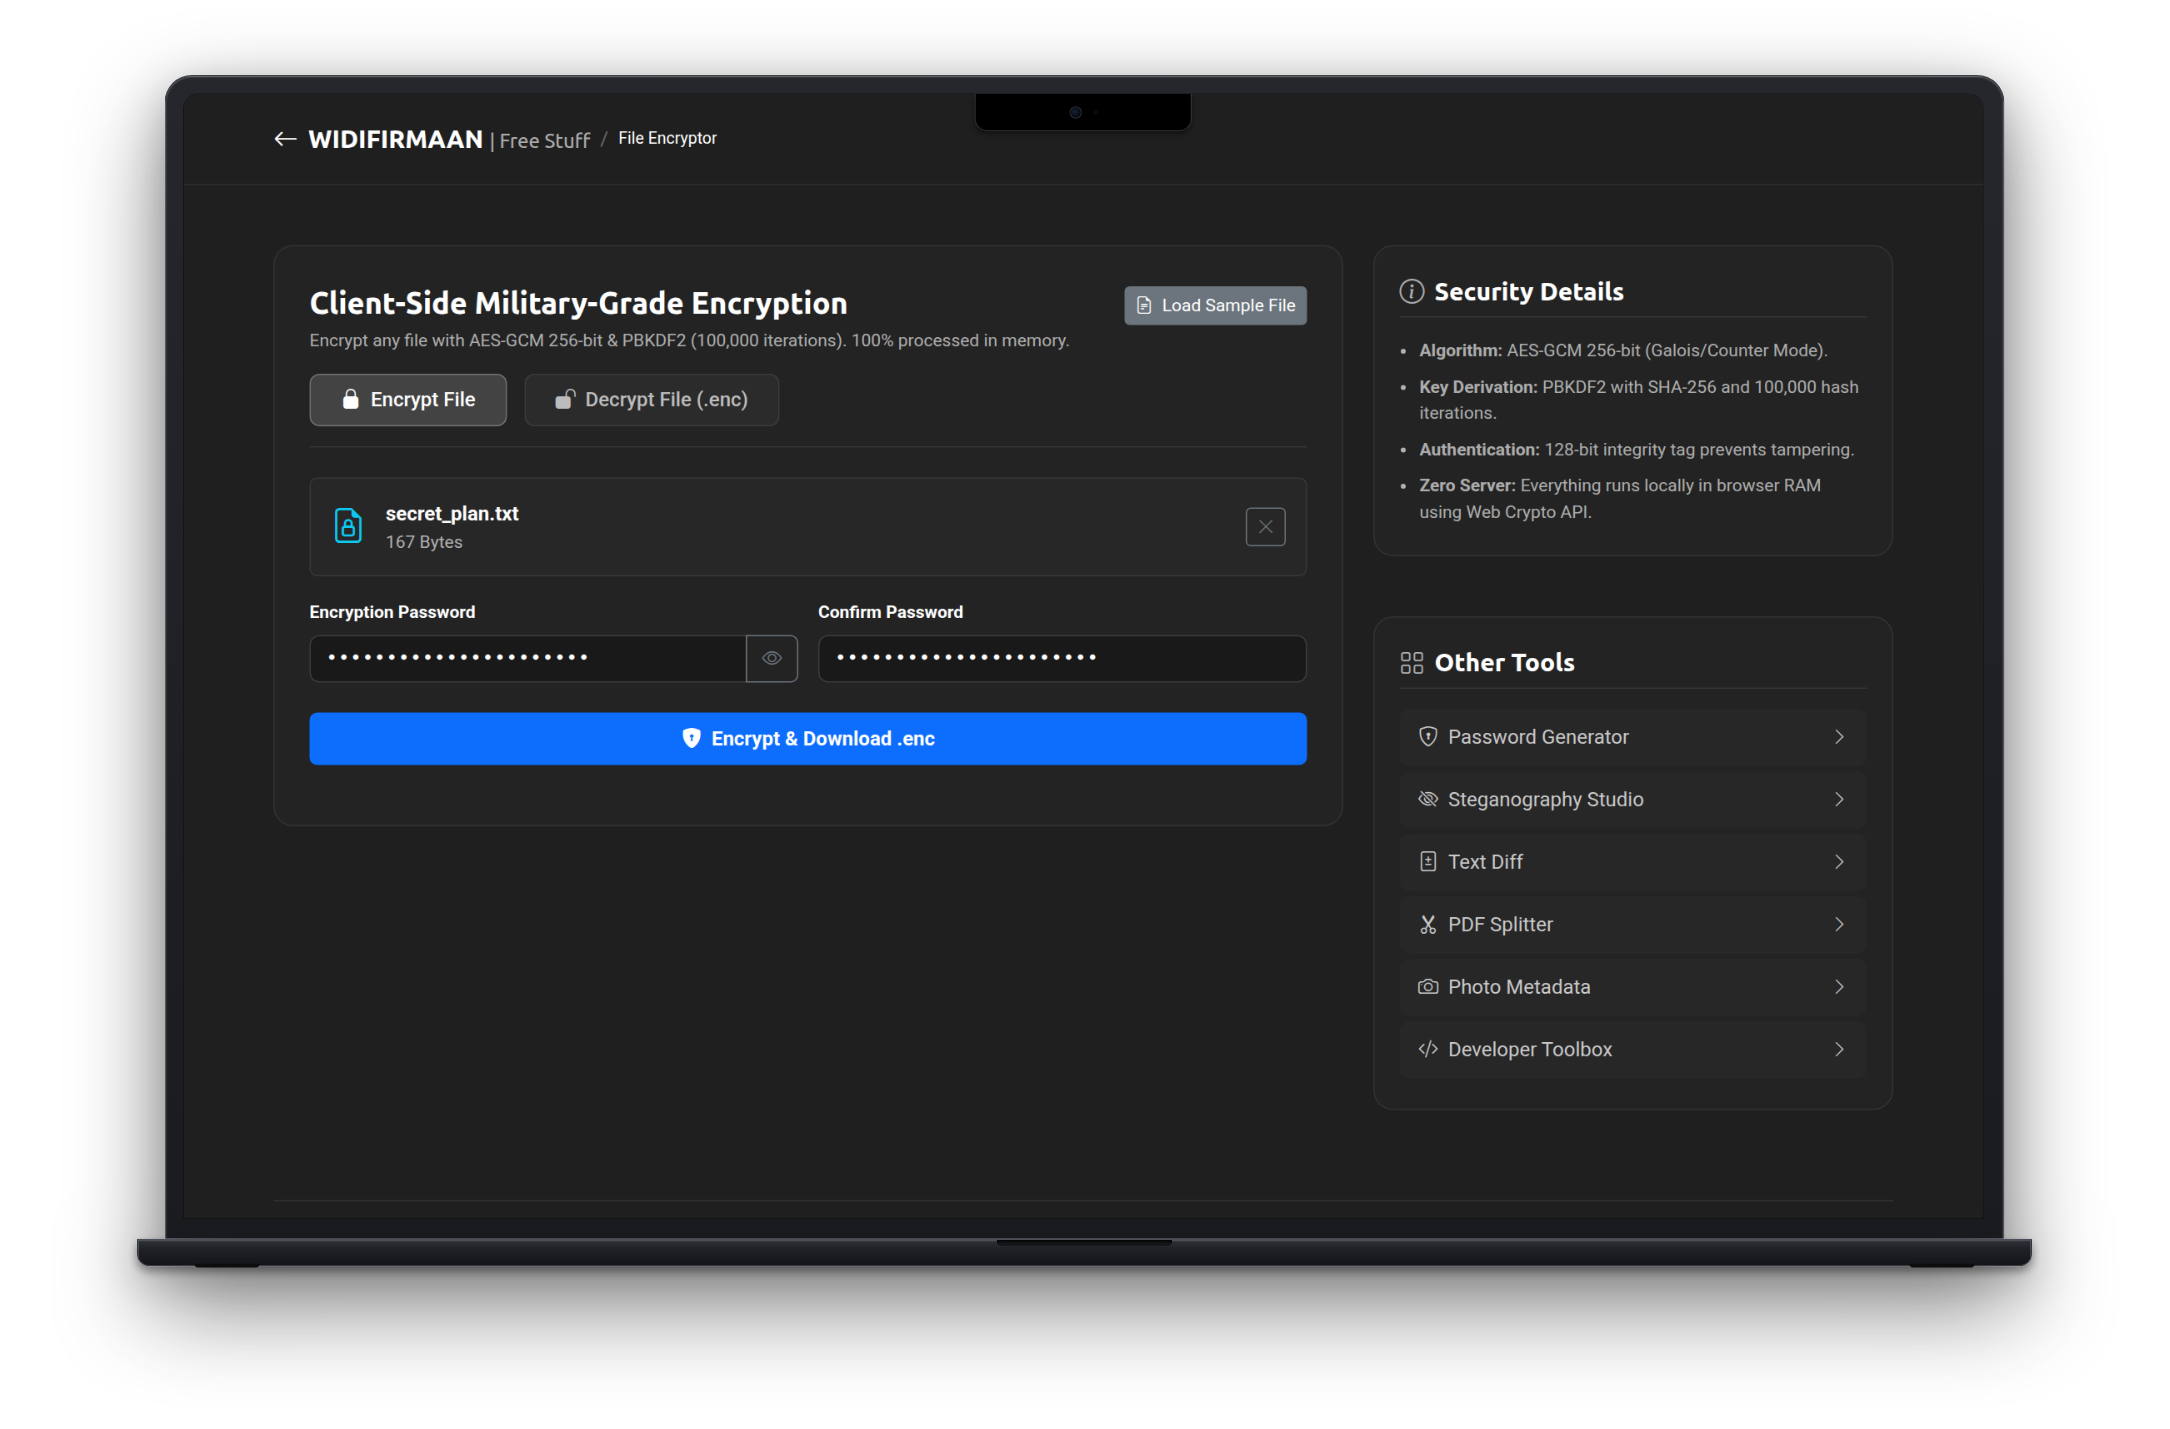 WIDIFIRMAAN | Free Stuff / File Encryptor
Client-Side Military-Grade Encryption
Load Sample File
Encrypt any file with AES-GCM 256-bit & PBKDF2 (100,000 iterations). 100% processed in memory.
Encrypt File
Decrypt File (.enc)
secret_plan.txt
167 Bytes
Encryption Password
Confirm Password
Encrypt & Download .enc
Security Details
• Algorithm: AES-GCM 256-bit (Galois/Counter Mode).
• Key Derivation: PBKDF2 with SHA-256 and 100,000 hash
iterations.
• Authentication: 128-bit integrity tag prevents tampering.
• Zero Server: Everything runs locally in browser RAM
using Web Crypto API.
Other Tools
Password Generator
Steganography Studio
Text Diff
PDF Splitter
Photo Metadata
Developer Toolbox